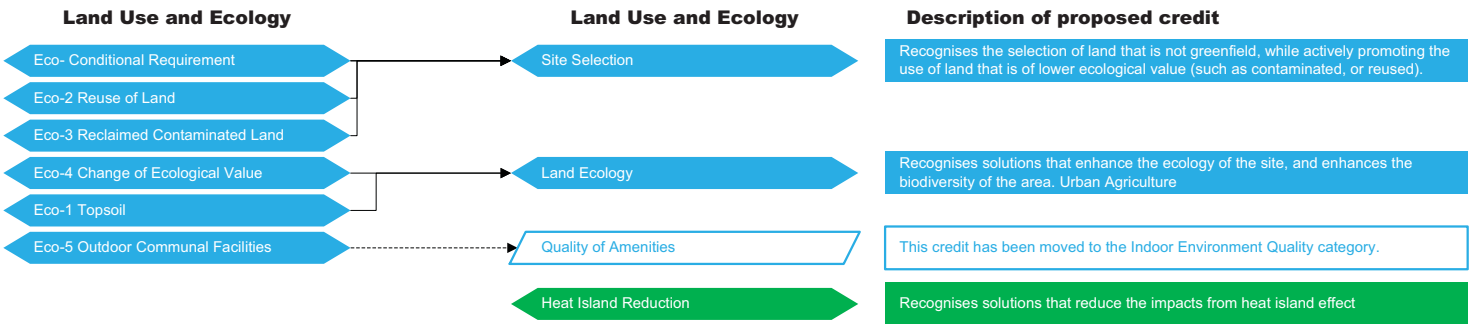 Land Use and Ecology
Land Use and Ecology
Description of proposed credit
Eco- Conditional Requirement
Site Selection
Recognises the selection of land that is not greenfield, while actively promoting the
use of land that is of lower ecological value (such as contaminated, or reused).
Eco-2 Reuse of Land
Eco-3 Reclaimed Contaminated Land
Eco-4 Change of Ecological Value
Land Ecology
Recognises solutions that enhance the ecology of the site, and enhances the
biodiversity of the area. Urban Agriculture
Eco-1 Topsoil
Eco-5 Outdoor Communal Facilities
Quality of Amenities
This credit has been moved to the Indoor Environment Quality category.
Heat Island Reduction
Recognises solutions that reduce the impacts from heat island effect